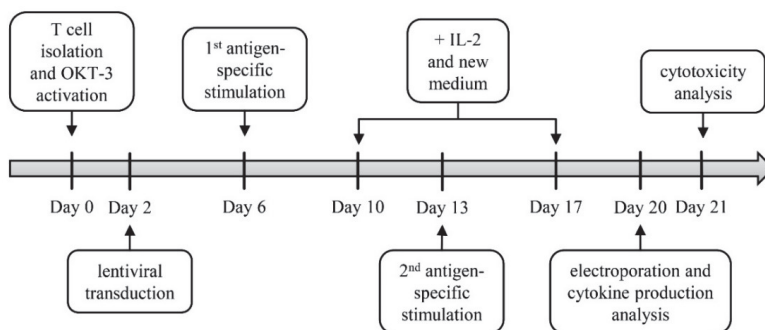 T cell
isolation
and OKT-3
activation
1st antigen-
specific
stimulation
+ IL-2
and new
medium
cytotoxicity
analysis
Day 0 Day 2 Day 6 Day 10 Day 13 Day 17 Day 20 Day 21
lentiviral
transduction
2nd antigen-
specific
stimulation
electroporation and
cytokine production
analysis